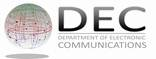 DEC
DEPARTMENT OF ELECTRONIC
COMMUNICATIONS